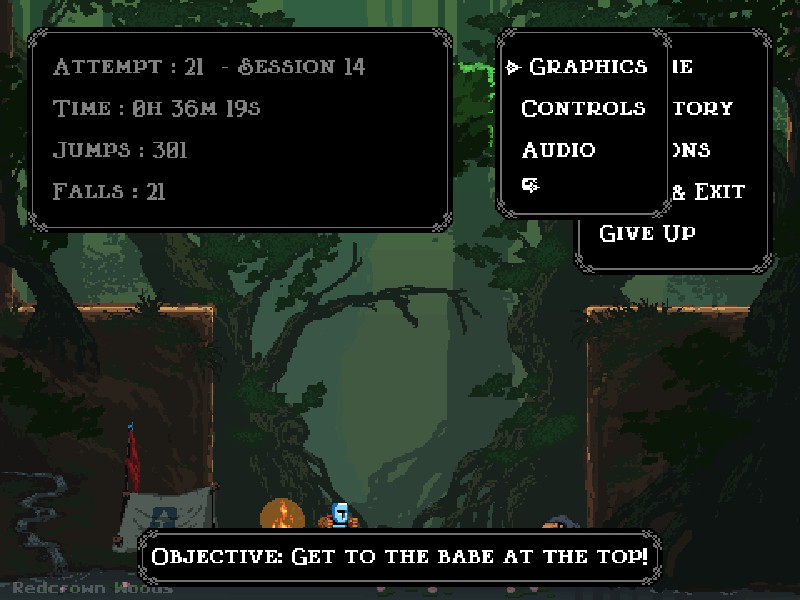 Attempt : 21 - Session 14
Time : 0h 36m 19s
Jumps : 301
Falls : 21
Graphics
Controls
Audio
& Exit
Give Up
Objective: Get to the babe at the top!
Redcrown Woods